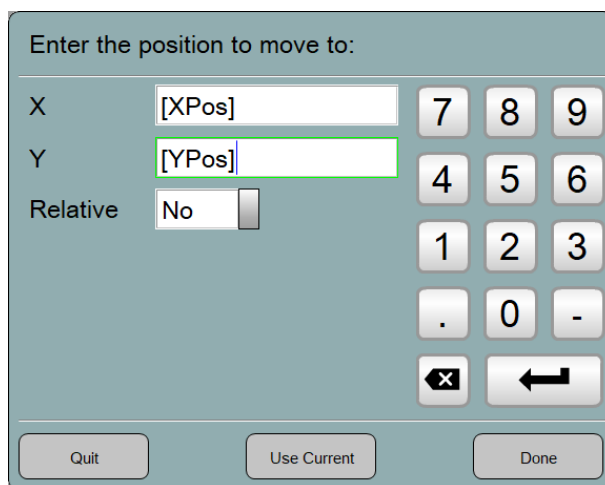 Enter the position to move to:
X [XPos] 7 8 9
Y [YPos] 4 5 6
Relative No 1 2 3
. 0 -
Quit Use Current Done